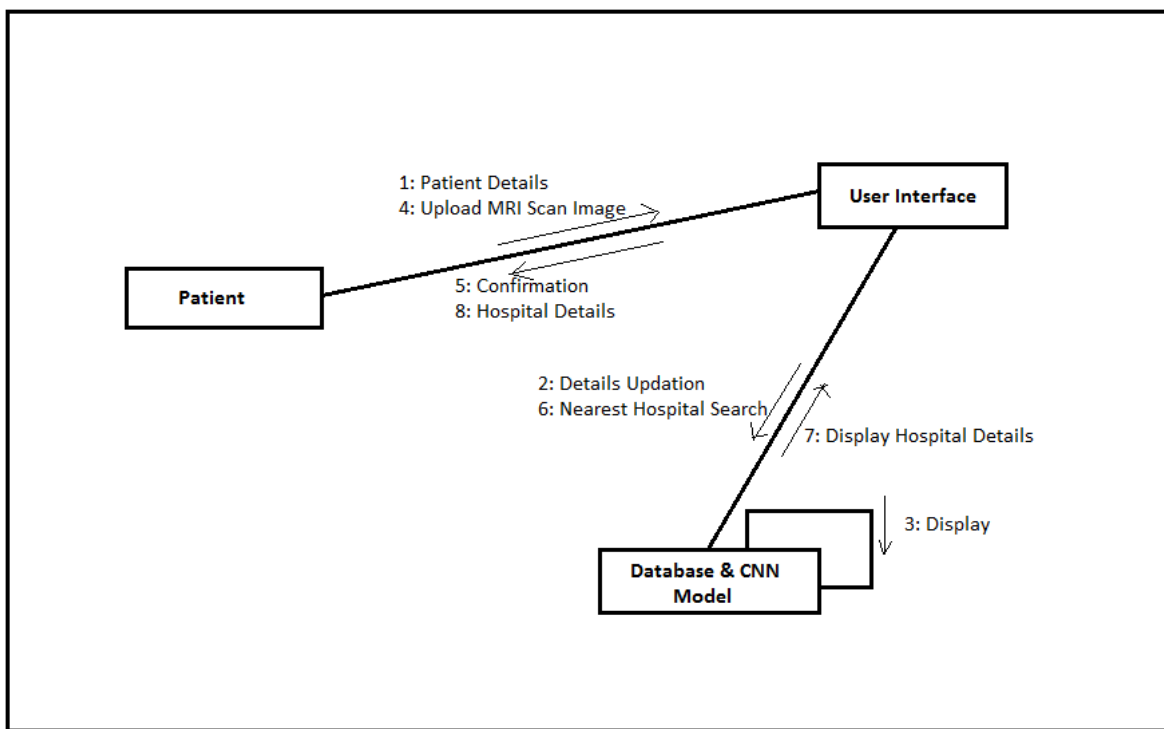 1: Patient Details
4: Upload MRI Scan Image
User Interface
Patient
5: Confirmation
8: Hospital Details
2: Details Updation
6: Nearest Hospital Search
7: Display Hospital Details
3: Display
Database & CNN
Model